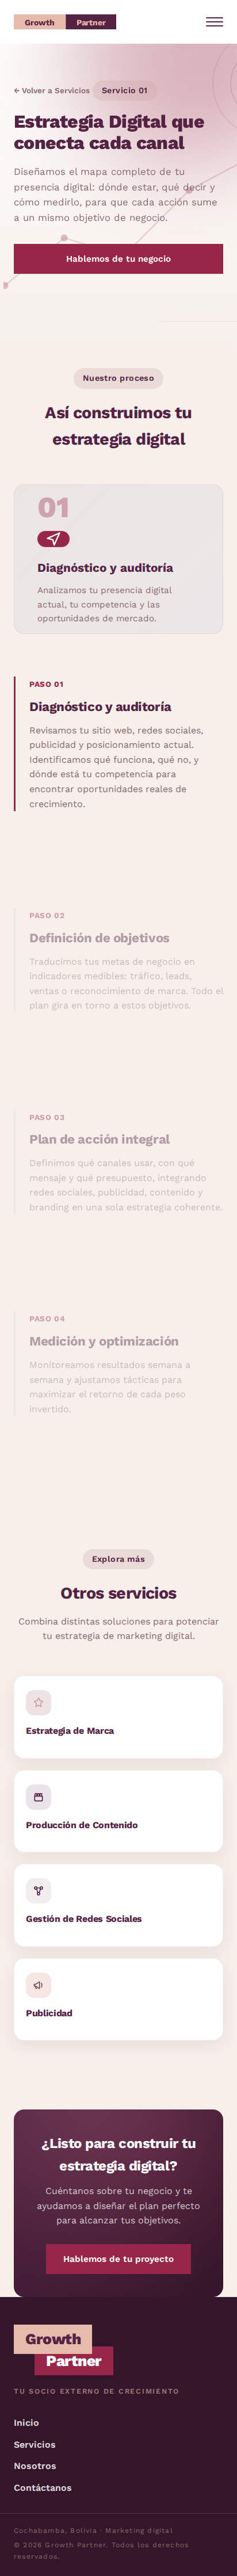 Growth Partner
← Volver a Servicios Servicio 01
Estrategia Digital que
conecta cada canal
Diseñamos el mapa completo de tu
presencia digital: dónde estar, qué decir y
cómo medirlo, para que cada acción sume
a un mismo objetivo de negocio.
Hablemos de tu negocio
Nuestro proceso
Así construimos tu
estrategia digital
01
Diagnóstico y auditoría
Analizamos tu presencia digital
actual, tu competencia y las
oportunidades de mercado.
PASO 01
Diagnóstico y auditoría
Revisamos tu sitio web, redes sociales,
publicidad y posicionamiento actual.
Identificamos qué funciona, qué no, y
dónde está tu competencia para
encontrar oportunidades reales de
crecimiento.
PASO 02
Definición de objetivos
Traducimos tus metas de negocio en
indicadores medibles: tráfico, leads,
ventas o reconocimiento de marca. Todo el
plan gira en torno a estos objetivos.
PASO 03
Plan de acción integral
Definimos qué canales usar, con qué
mensaje y qué presupuesto, integrando
redes sociales, publicidad, contenido y
branding en una sola estrategia coherente.
PASO 04
Medición y optimización
Monitoreamos resultados semana a
semana y ajustamos tácticas para
maximizar el retorno de cada peso
invertido.
Explora más
Otros servicios
Combina distintas soluciones para potenciar
tu estrategia de marketing digital.
Estrategia de Marca
Producción de Contenido
Gestión de Redes Sociales
Publicidad
¿Listo para construir tu
estrategia digital?
Cuéntanos sobre tu negocio y te
ayudamos a diseñar el plan perfecto
para alcanzar tus objetivos.
Hablemos de tu proyecto
Growth
Partner
TU SOCIO EXTERNO DE CRECIMIENTO
Inicio
Servicios
Nosotros
Contáctanos
Cochabamba, Bolivia · Marketing digital
© 2026 Growth Partner. Todos los derechos
reservados.